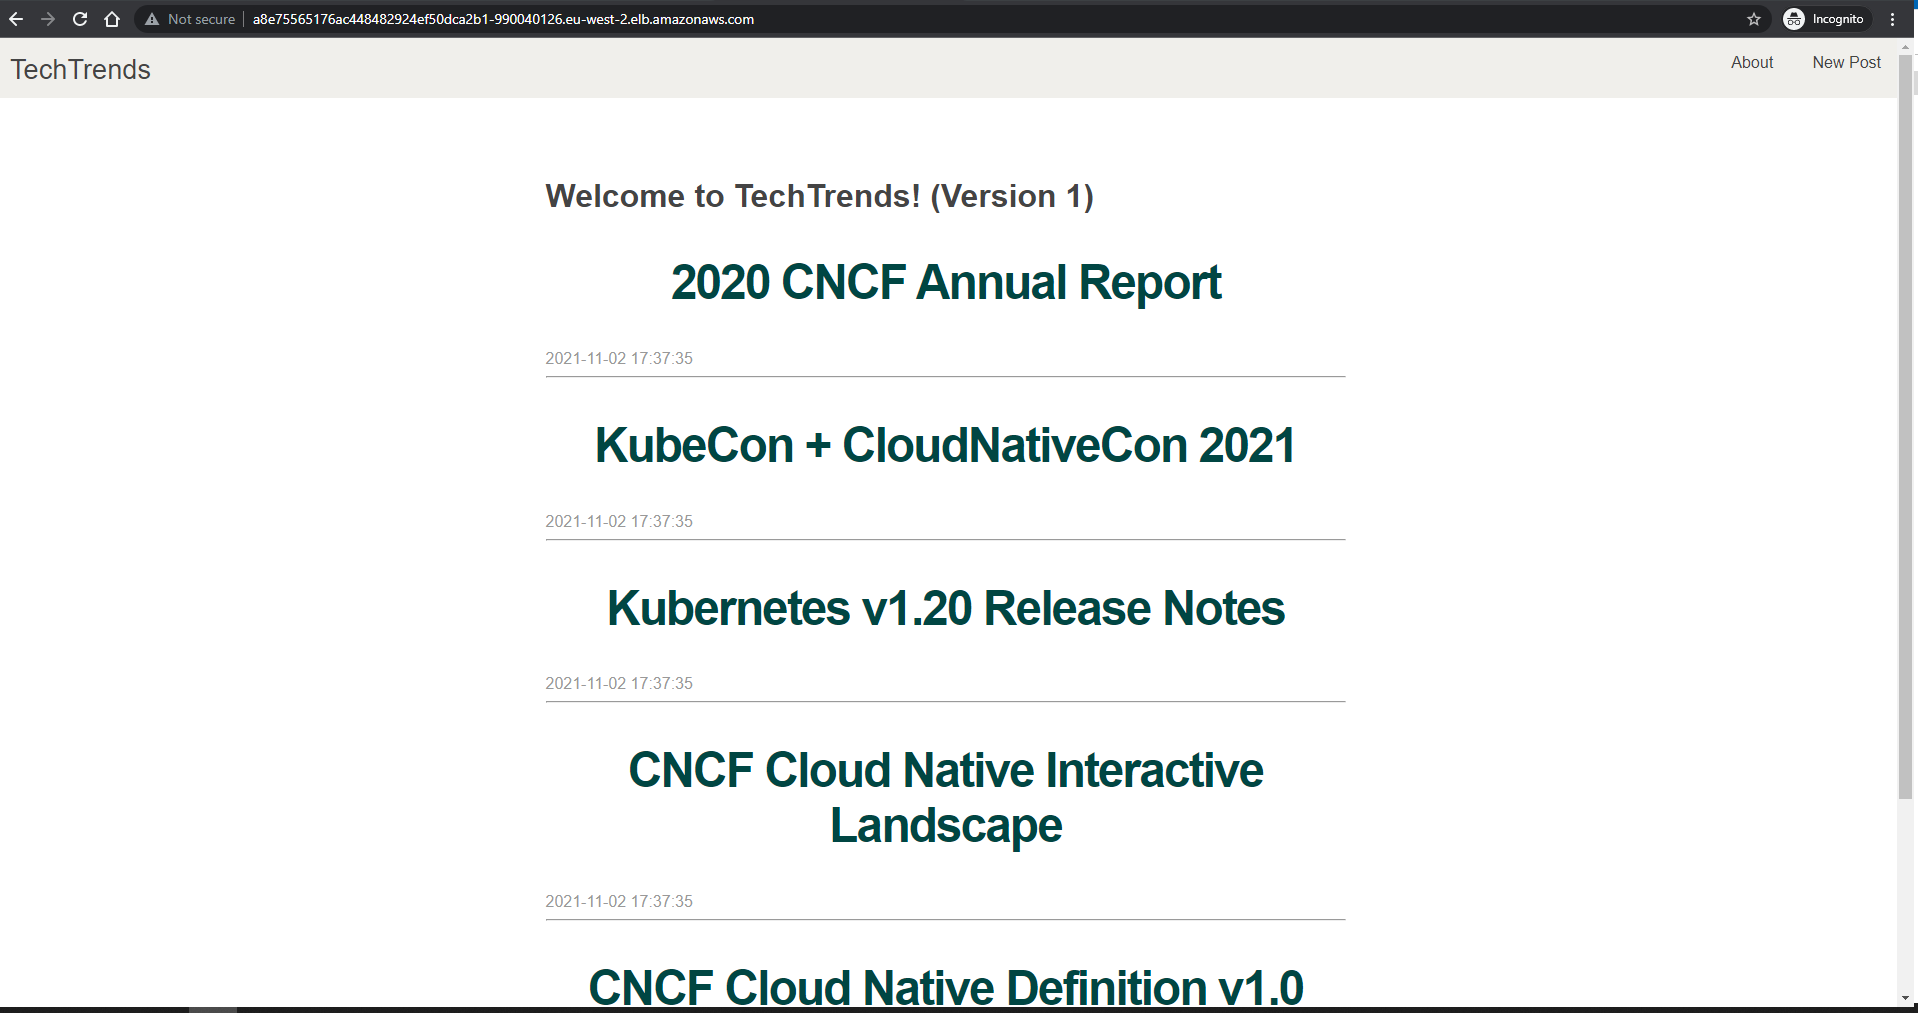 Not secure a8e75565176ac448482924ef50dca2b1-990040126.eu-west-2.elb.amazonaws.com Incognito
TechTrends About New Post
Welcome to TechTrends! (Version 1)
2020 CNCF Annual Report
2021-11-02 17:37:35
KubeCon + CloudNativeCon 2021
2021-11-02 17:37:35
Kubernetes v1.20 Release Notes
2021-11-02 17:37:35
CNCF Cloud Native Interactive
Landscape
2021-11-02 17:37:35
CNCF Cloud Native Definition v1.0